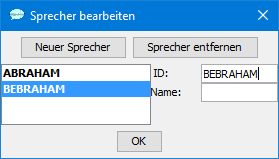 Sprecher bearbeiten
Neuer Sprecher Sprecher entfernen
ABRAHAM ID: BEBRAHAM
BEBRAHAM Name:
OK